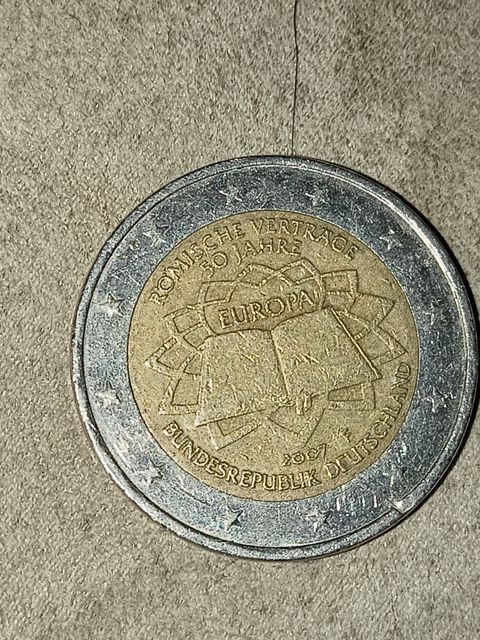 RÖMISCHE VERTRÄGE
50 JAHRE
EUROPA
2007
BUNDESREPUBLIK DEUTSCHLAND